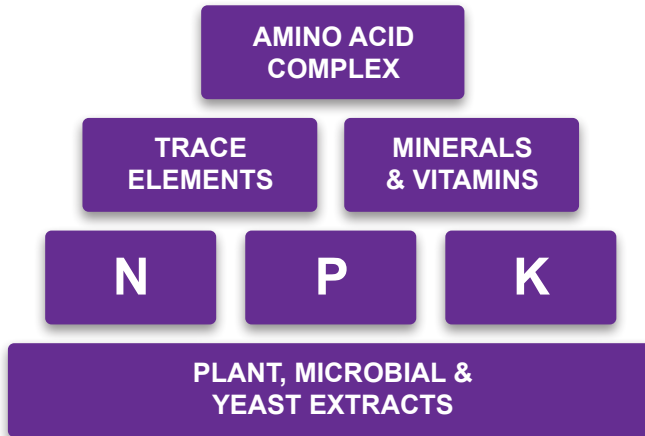 AMINO ACID
COMPLEX
TRACE
ELEMENTS
MINERALS
& VITAMINS
N
P
K
PLANT, MICROBIAL &
YEAST EXTRACTS